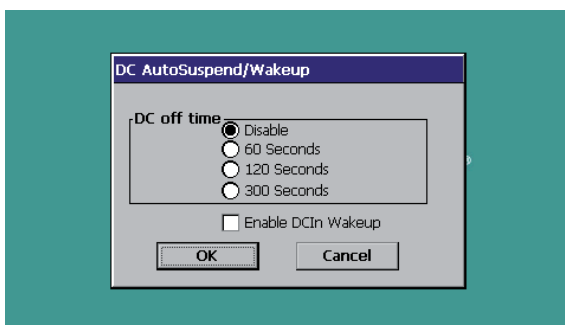 DC AutoSuspend/Wakeup
DC off time
Disable
60 Seconds
120 Seconds
300 Seconds
Enable DCIn Wakeup
OK
Cancel
®